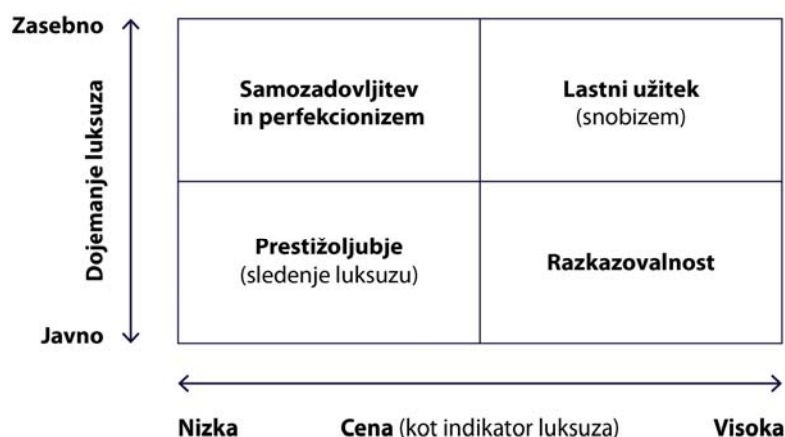 Zasebno
Dojemanje luksuza
Javno
Samozadovljitev
in perfekcionizem
Lastni užitek
(snobizem)
Prestižoljubje
(sledenje luksuzu)
Razkazovalnost
Nizka
Cena (kot indikator luksuza)
Visoka